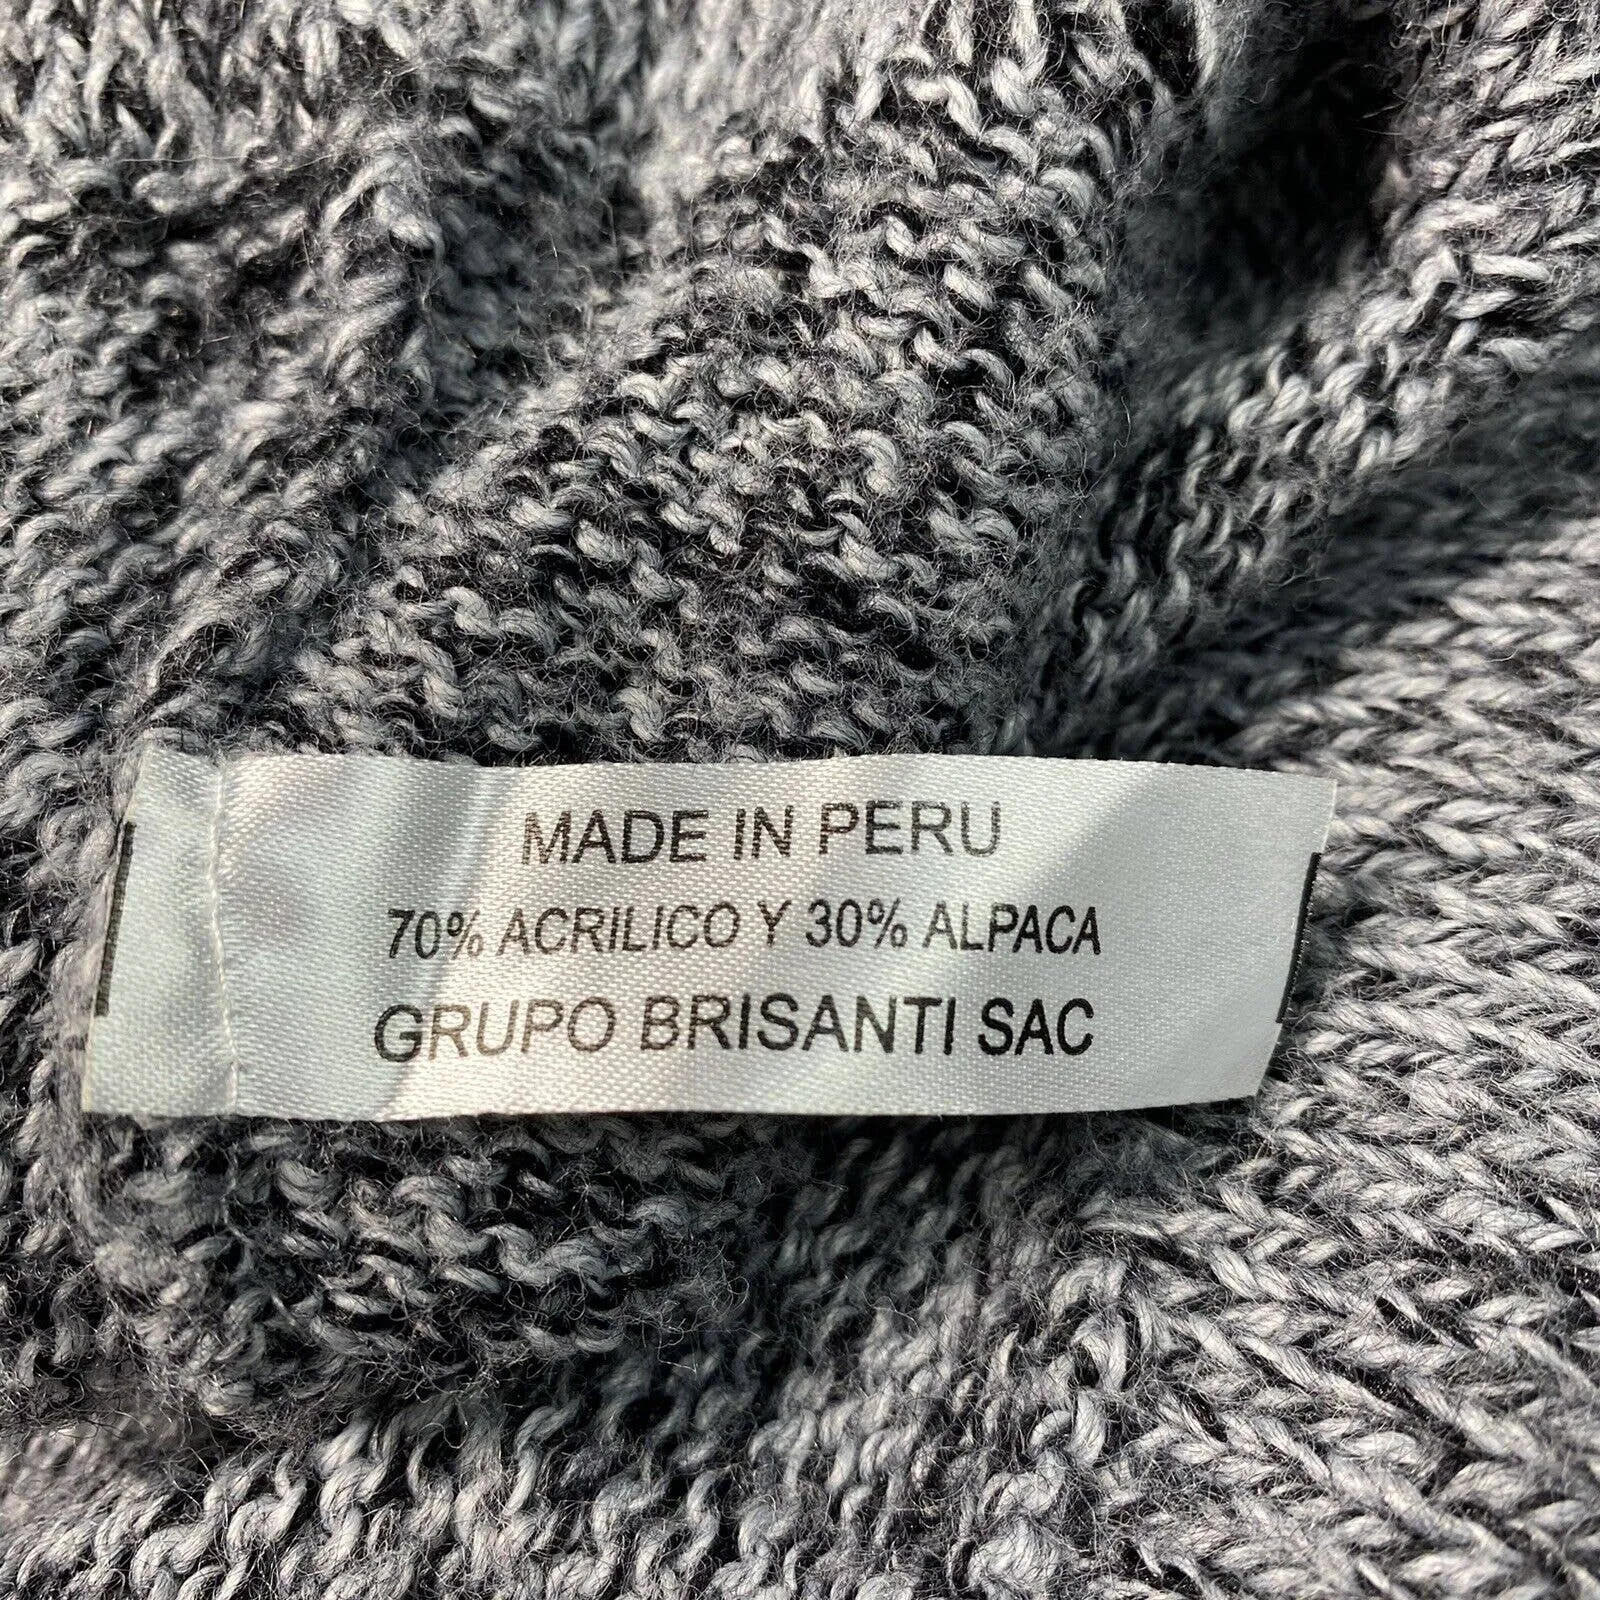 MADE IN PERU
70% ACRILICO Y 30% ALPACA
GRUPO BRISANTI SAC